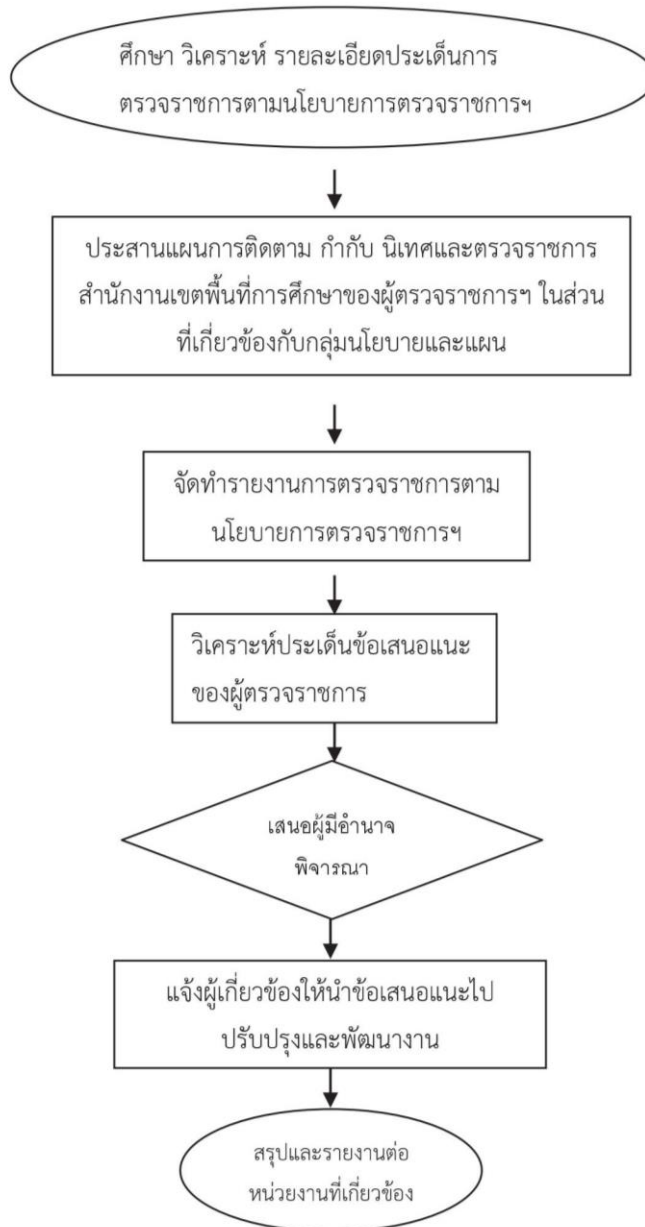 ศึกษา วิเคราะห์ รายละเอียดประเด็นการ
ตรวจราชการตามนโยบายการตรวจราชการฯ
ประสานแผนการติดตาม กำกับ นิเทศและตรวจราชการ
สำนักงานเขตพื้นที่การศึกษาของผู้ตรวจราชการฯ ในส่วน
ที่เกี่ยวข้องกับกลุ่มนโยบายและแผน
จัดทำรายงานการตรวจราชการตาม
นโยบายการตรวจราชการฯ
วิเคราะห์ประเด็นข้อเสนอแนะ
ของผู้ตรวจราชการ
เสนอผู้มีอำนาจ
พิจารณา
แจ้งผู้เกี่ยวข้องให้นำข้อเสนอแนะไป
ปรับปรุงและพัฒนางาน
สรุปและรายงานต่อ
หน่วยงานที่เกี่ยวข้อง